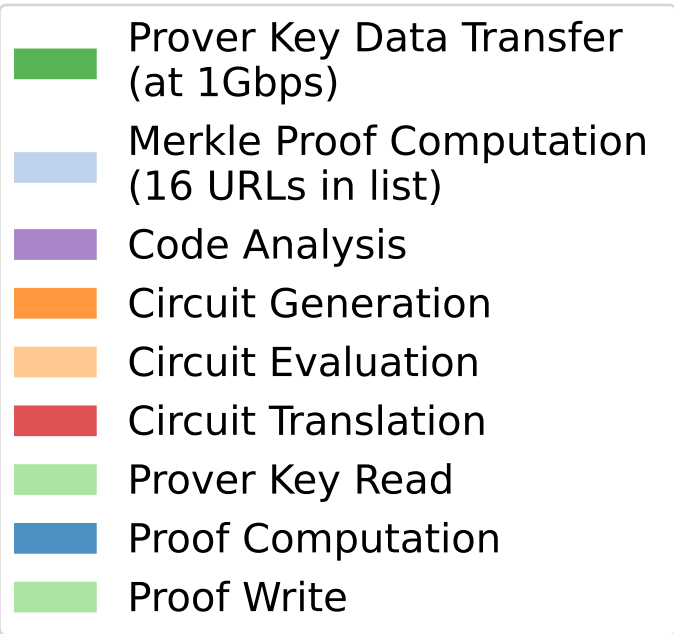 Prover Key Data Transfer
(at 1Gbps)
Merkle Proof Computation
(16 URLs in list)
Code Analysis
Circuit Generation
Circuit Evaluation
Circuit Translation
Prover Key Read
Proof Computation
Proof Write